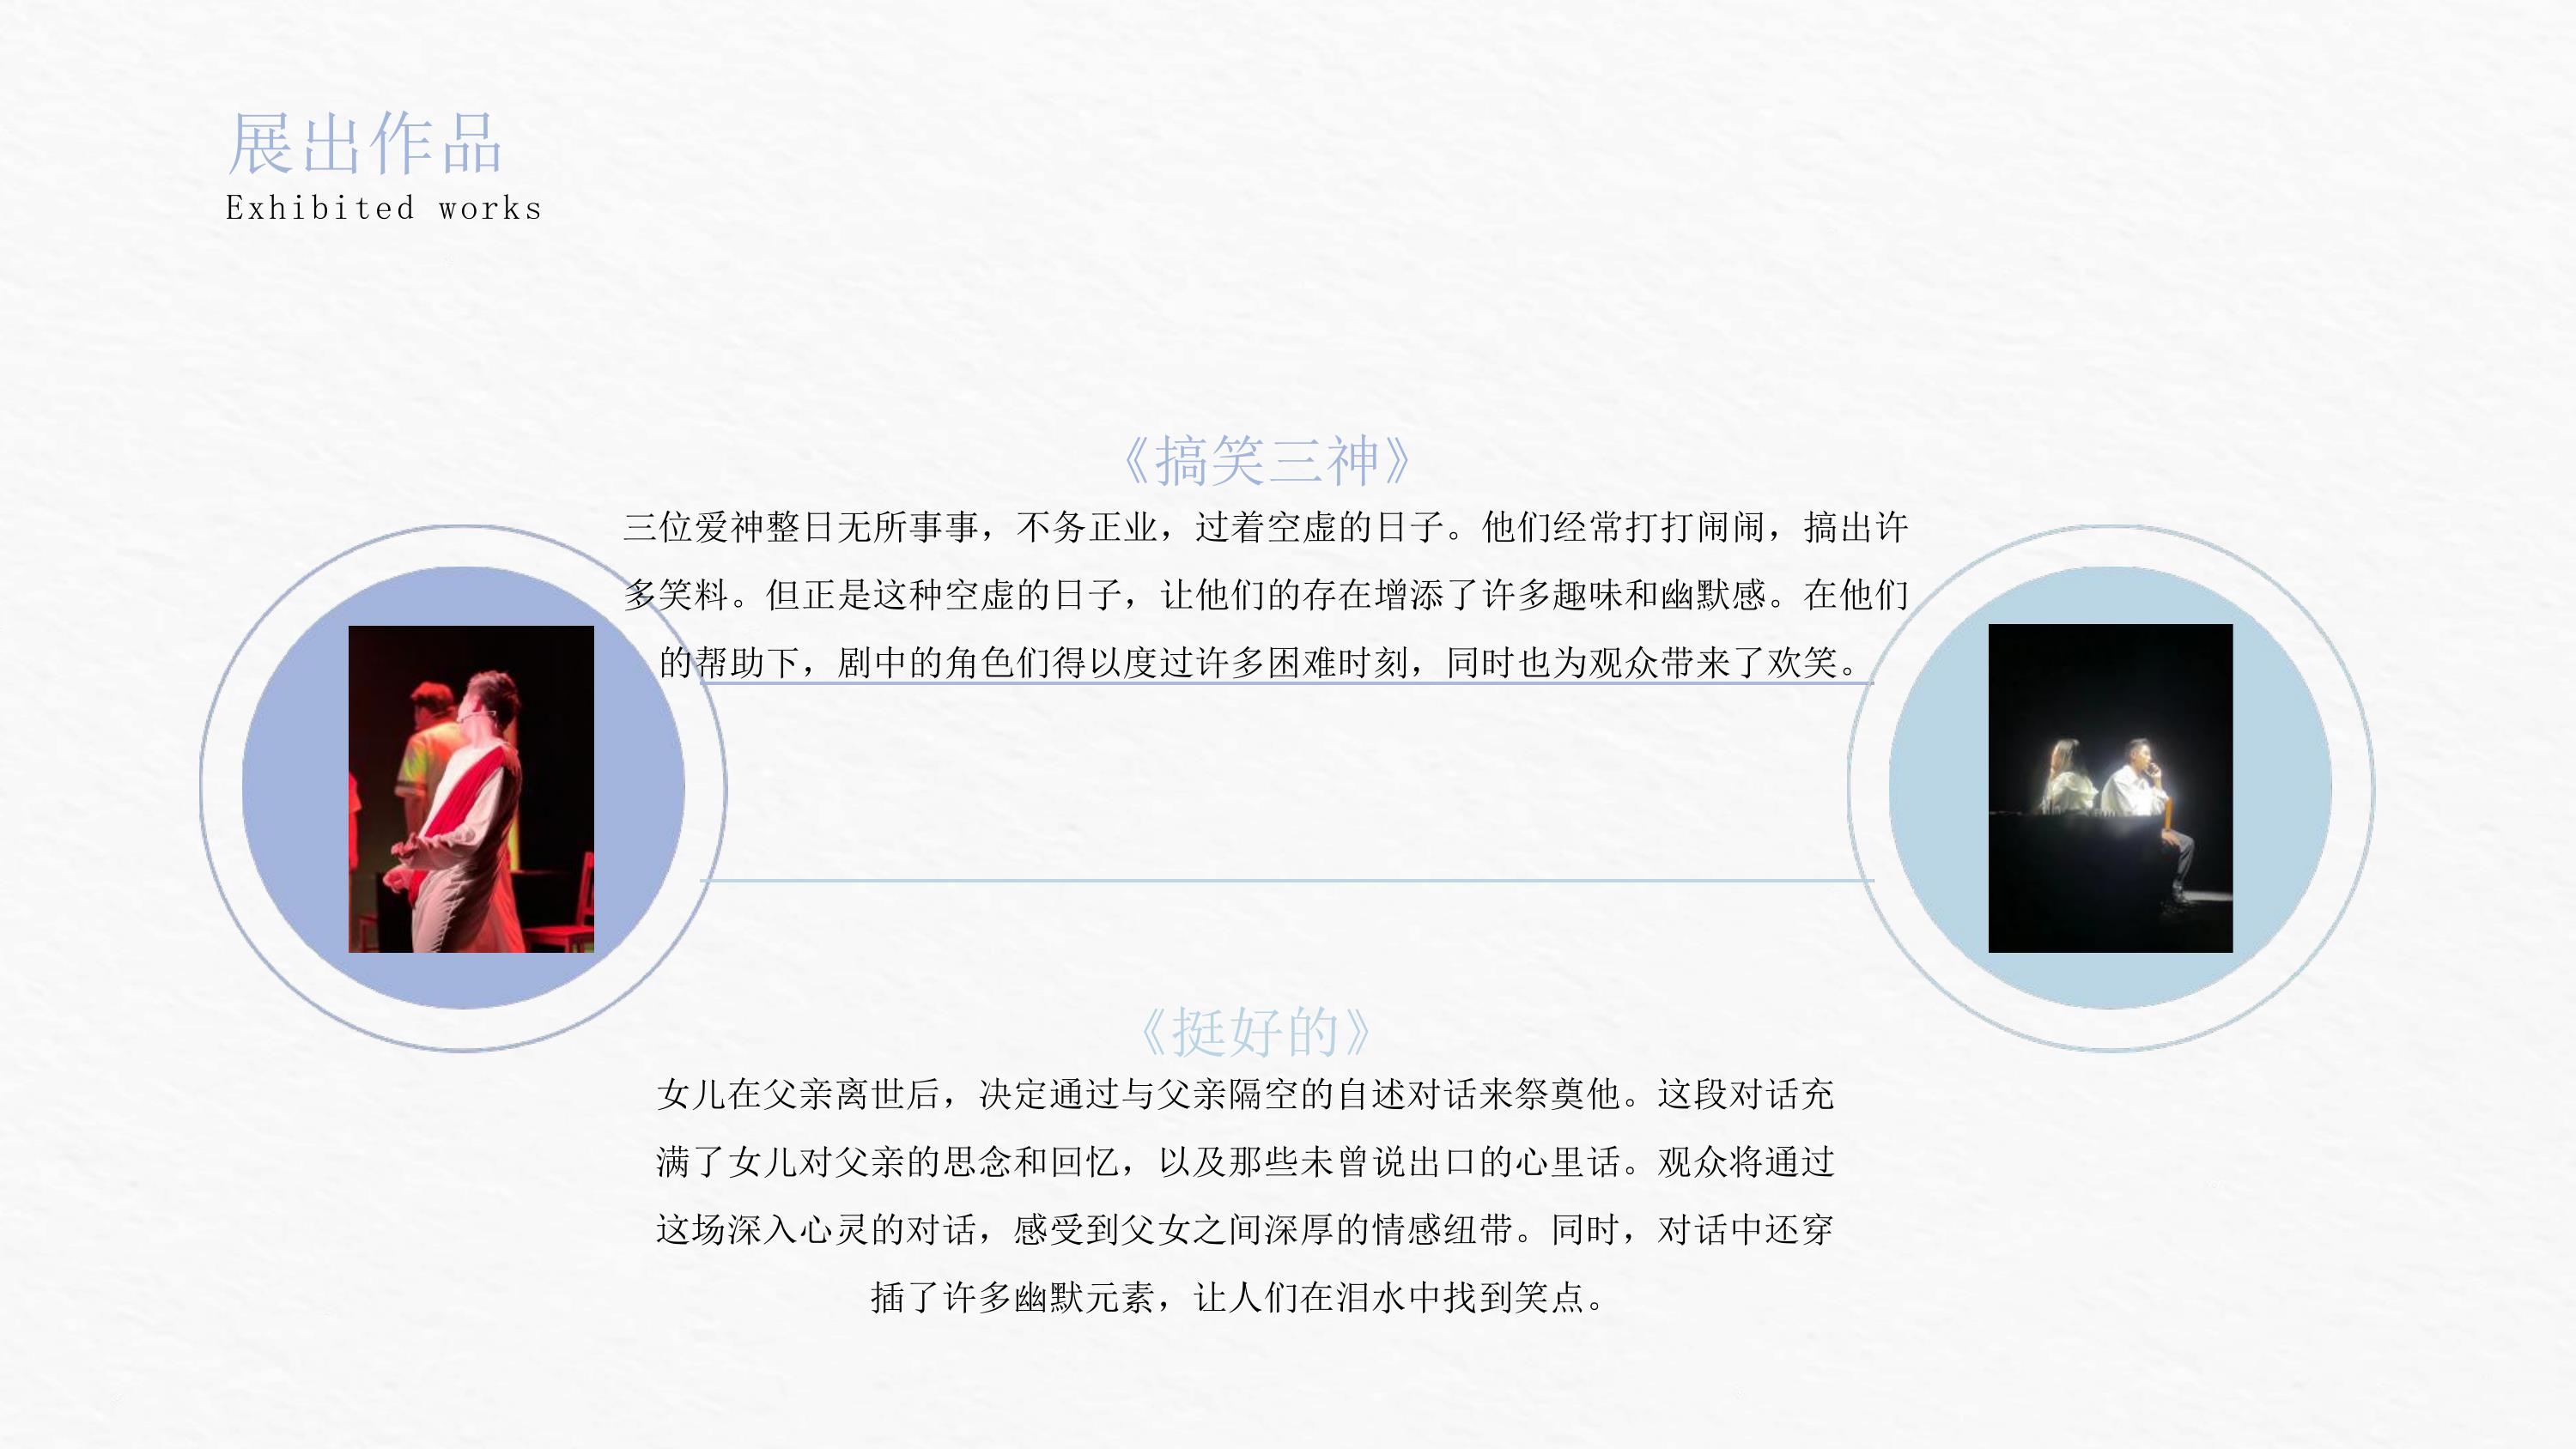 展出作品
Exhibited works
《搞笑三神》
三位爱神整日无所事事，不务正业，过着空虚的日子。他们经常打打闹闹，搞出许
多笑料。但正是这种空虚的日子，让他们的存在增添了许多趣味和幽默感。在他们
的帮助下，剧中的角色们得以度过许多困难时刻，同时也为观众带来了欢笑。
《挺好的》
女儿在父亲离世后，决定通过与父亲隔空的自述对话来祭奠他。这段对话充
满了女儿对父亲的思念和回忆，以及那些未曾说出口的心里话。观众将通过
这场深入心灵的对话，感受到父女之间深厚的情感纽带。同时，对话中还穿
插了许多幽默元素，让人们在泪水中找到笑点。